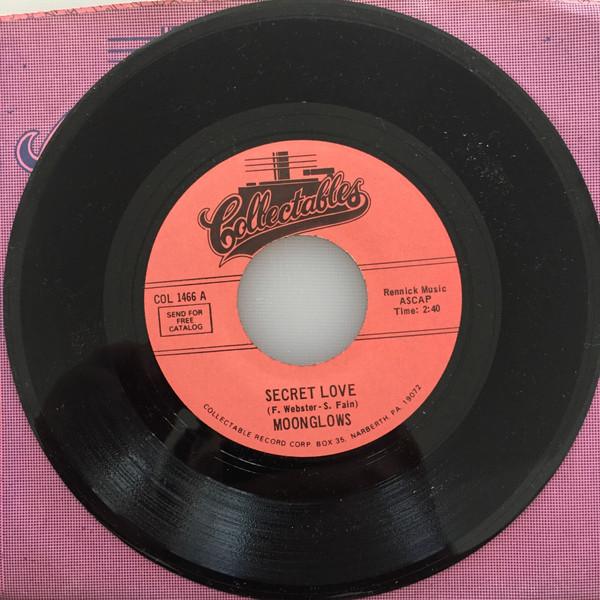 Collectables
COL 1466 A
SEND FOR
FREE
CATALOG
Rennick Music
ASCAP
Time: 2:40
SECRET LOVE
(F. Webster - S. Fain)
MOONGLOWS
COLLECTABLE RECORD CORP. BOX 35, NARBERTH, PA. 19072